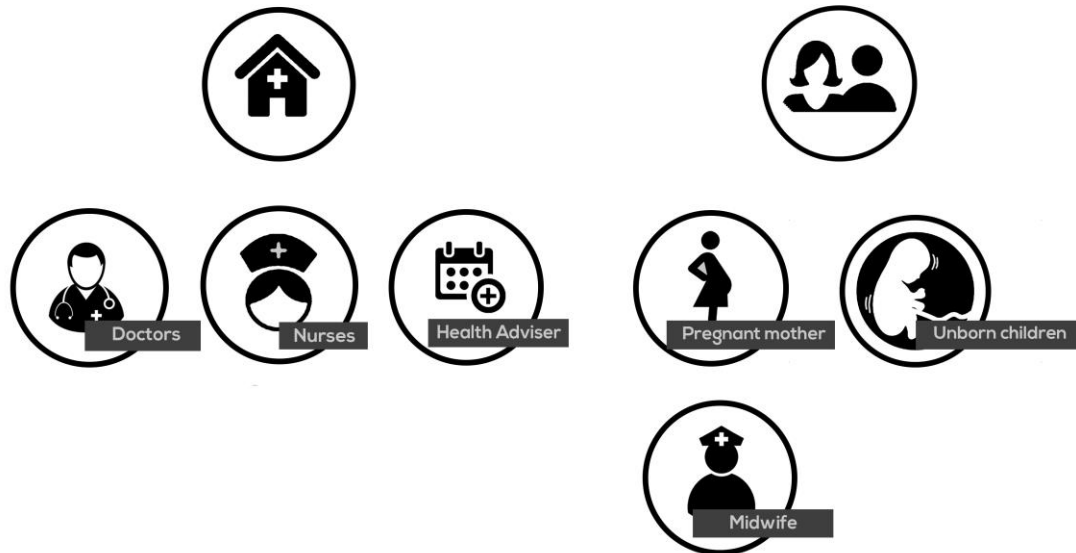 Doctors
Nurses
Health Adviser
Pregnant mother
Unborn children
Midwife